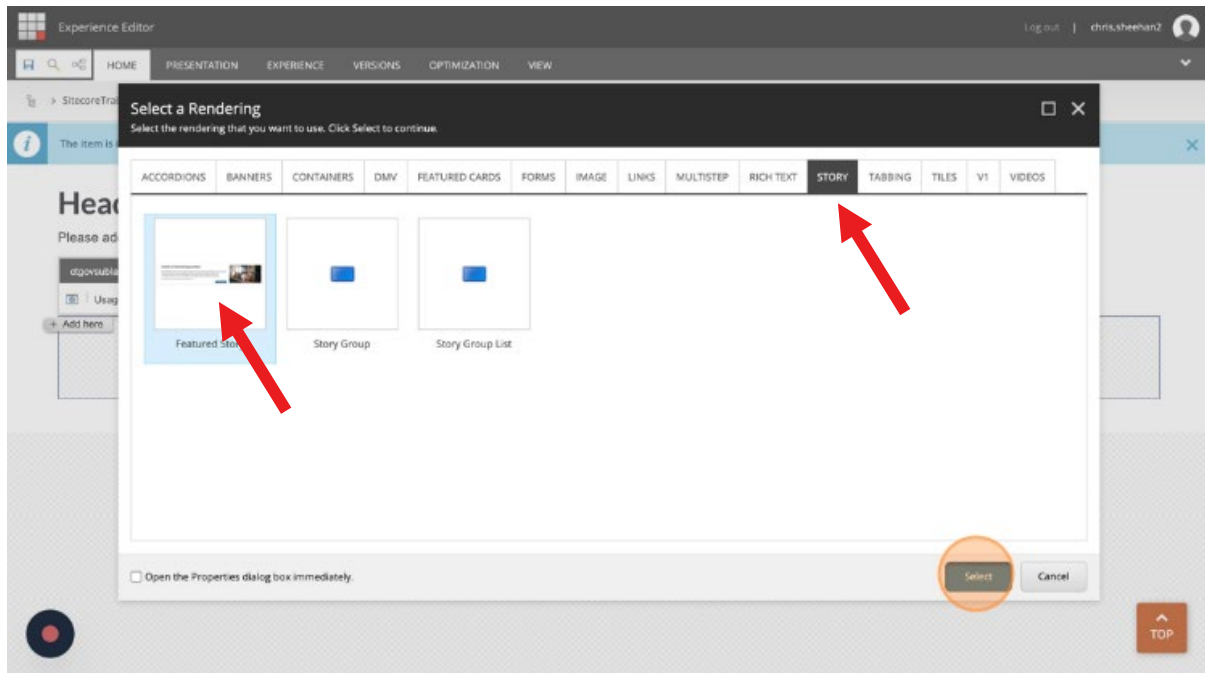 Experience Editor
Log out | chris.sheehan2
HOME PRESENTATION EXPERIENCE VERSIONS OPTIMIZATION VIEW
SitecoreTrai
Select a Rendering
Select the rendering that you want to use. Click Select to continue.
The item is
ACCORDIONS BANNERS CONTAINERS DMV FEATURED CARDS FORMS IMAGE LINKS MULTISTEP RICH TEXT STORY TABBING TILES V1 VIDEOS
Head
Please ad
ctgovsubla
Usag
+ Add here
Featured Story Story Group Story Group List
Open the Properties dialog box immediately.
Select Cancel
TOP